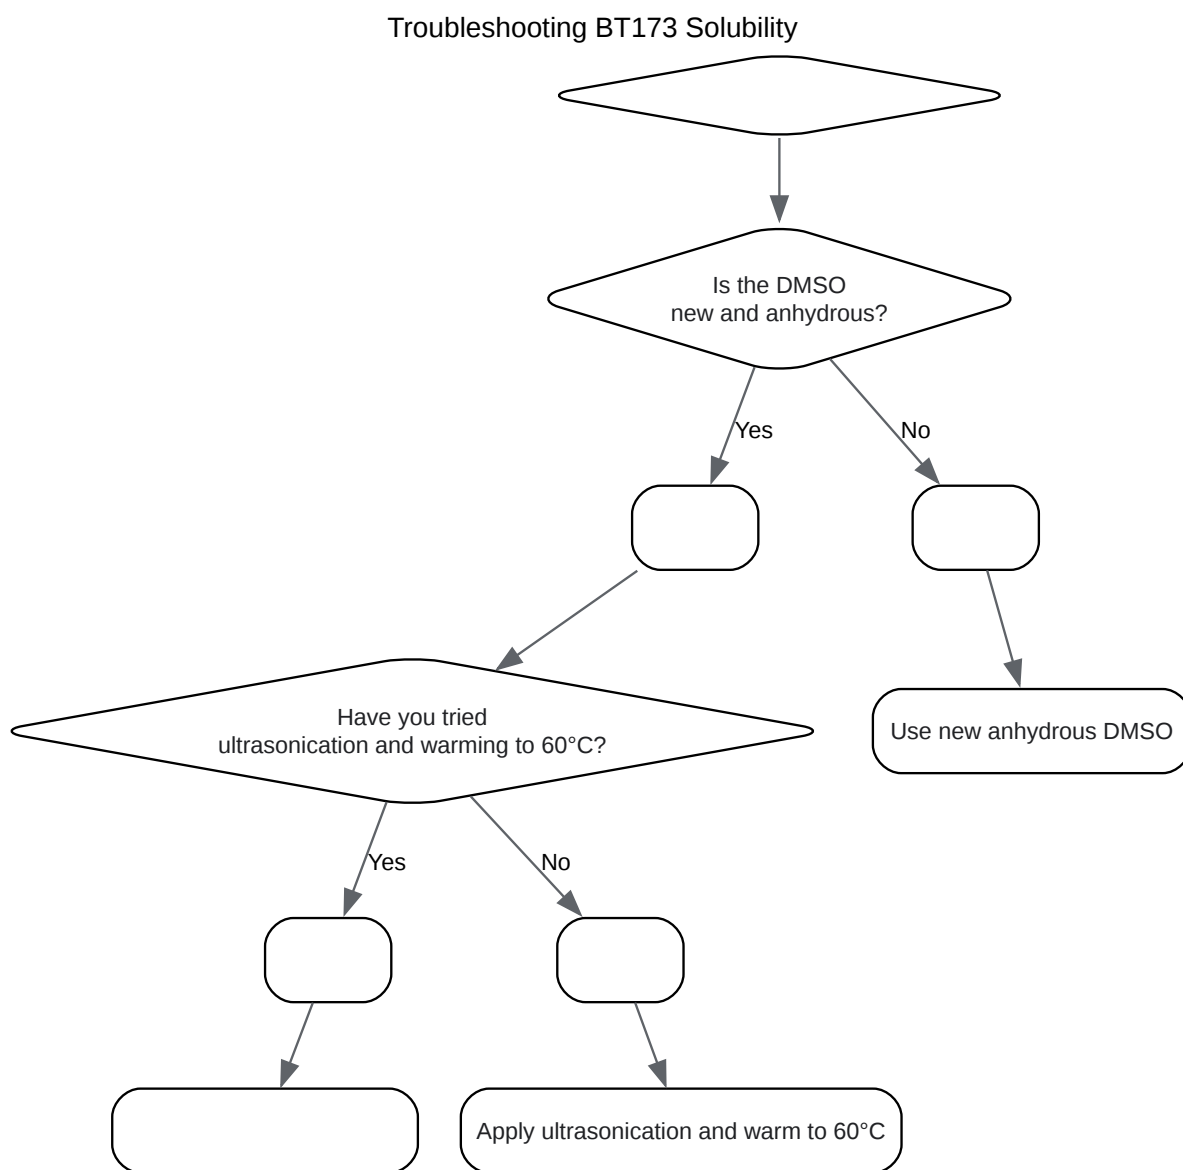 Troubleshooting BT173 Solubility
Is the DMSO
new and anhydrous?
Yes
No
Have you tried
ultrasonication and warming to 60°C?
Use new anhydrous DMSO
Yes
No
Apply ultrasonication and warm to 60°C